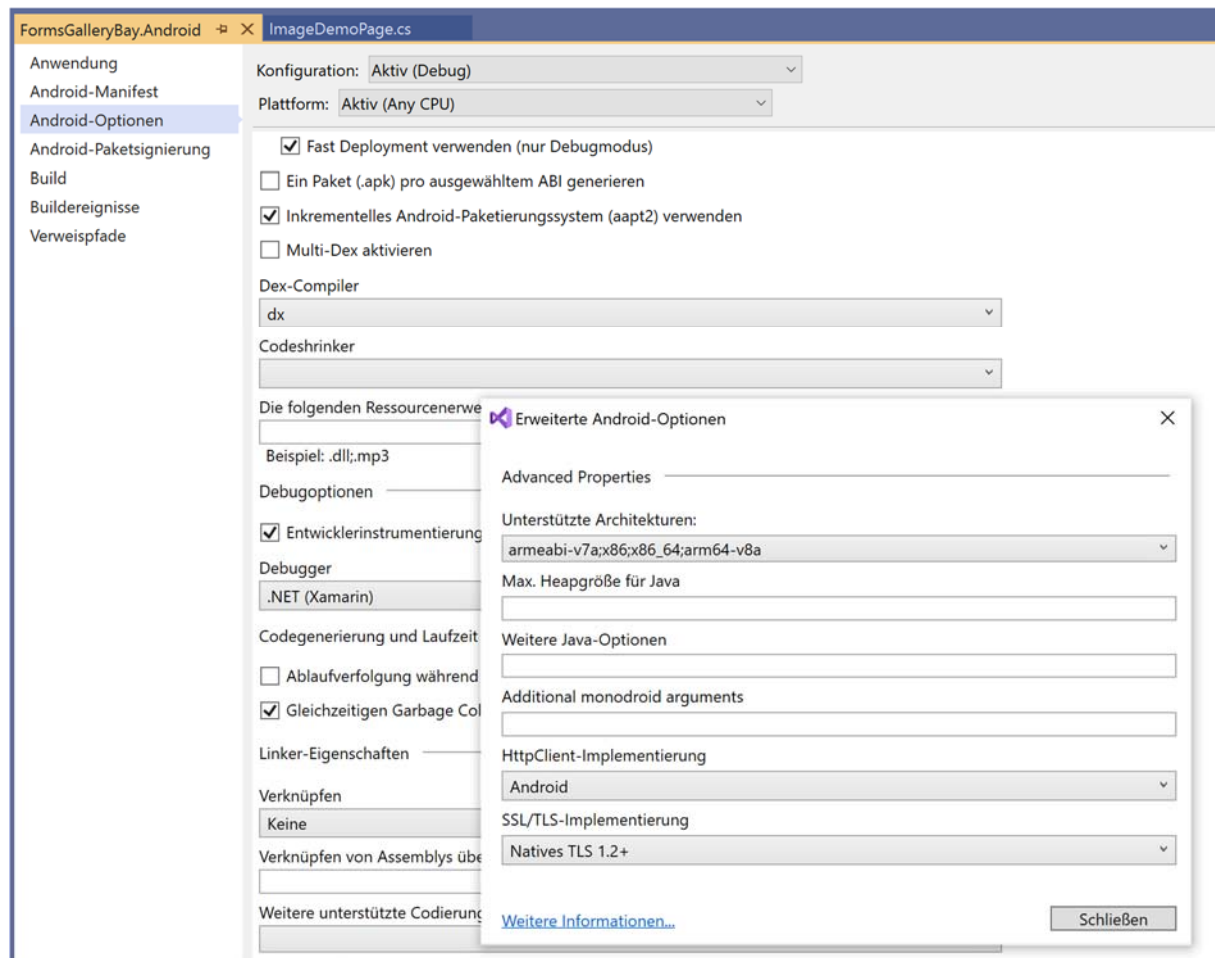 FormsGalleryBay.Android
ImageDemoPage.cs
Anwendung
Android-Manifest
Android-Optionen
Android-Paketsignierung
Build
Buildereignisse
Verweispfade
Konfiguration: Aktiv (Debug)
Plattform: Aktiv (Any CPU)
Fast Deployment verwenden (nur Debugmodus)
Ein Paket (.apk) pro ausgewähltem ABI generieren
Inkrementelles Android-Paketierungssystem (aapt2) verwenden
Multi-Dex aktivieren
Dex-Compiler
dx
Codeshrinker
Die folgenden Ressourcenerwe
Beispiel: .dll;.mp3
Debugoptionen
Entwicklerinstrumentierung
Debugger
.NET (Xamarin)
Codegenerierung und Laufzeit
Ablaufverfolgung während
Gleichzeitigen Garbage Col
Linker-Eigenschaften
Verknüpfen
Keine
Verknüpfen von Assemblys übe
Weitere unterstützte Codierung
Erweiterte Android-Optionen
Advanced Properties
Unterstützte Architekturen:
armeabi-v7a;x86;x86_64;arm64-v8a
Max. Heapgröße für Java
Weitere Java-Optionen
Additional monodroid arguments
HttpClient-Implementierung
Android
SSL/TLS-Implementierung
Natives TLS 1.2+
Weitere Informationen...
Schließen